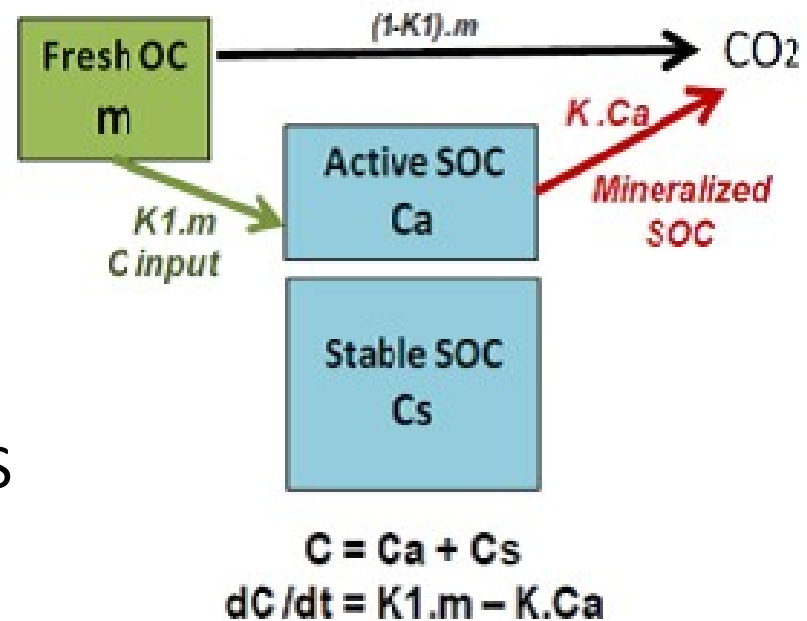 (1-K1).m
Fresh OC
m
CO2
K.Ca
Active SOC
Ca
Mineralized
SOC
K1.m
C input
Stable SOC
Cs
S
C = Ca + Cs
dC/dt = K1.m – K.Ca